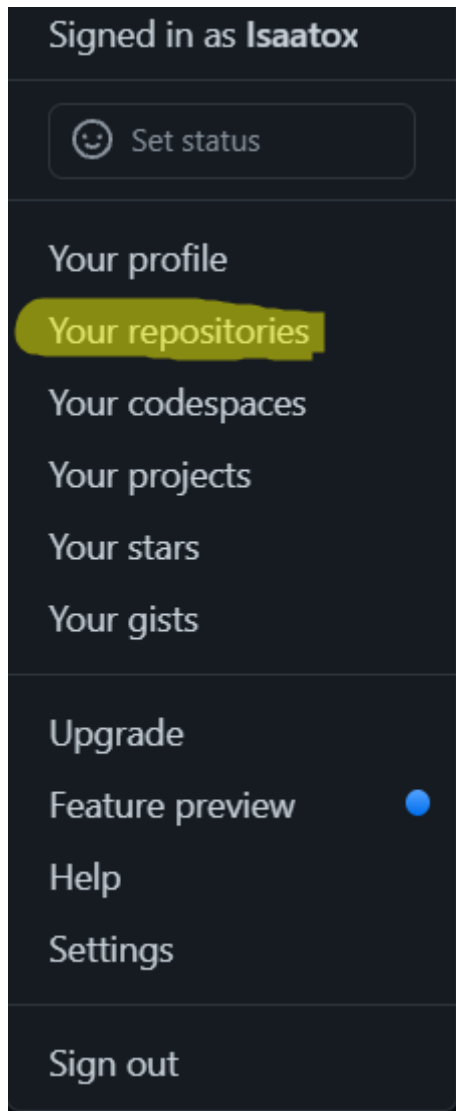 Signed in as Isaatox
Set status
Your profile
Your repositories
Your codespaces
Your projects
Your stars
Your gists
Upgrade
Feature preview
Help
Settings
Sign out